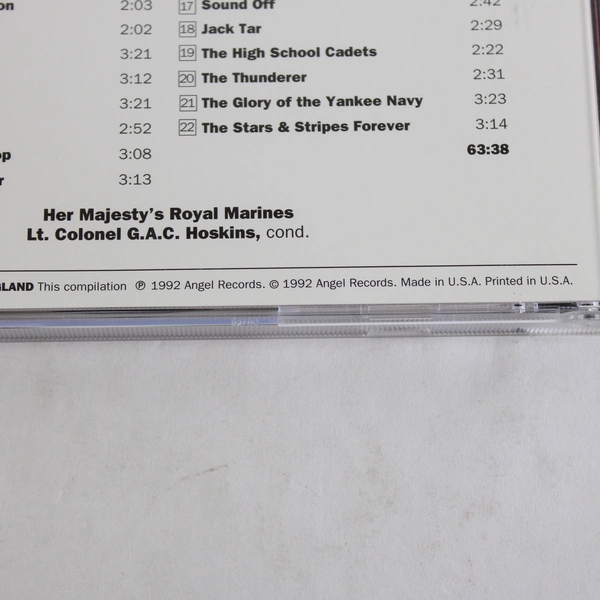 on 2:03 17 Sound Off 2:42
2:02 18 Jack Tar 2:29
3:21 19 The High School Cadets 2:22
3:12 20 The Thunderer 2:31
3:21 21 The Glory of the Yankee Navy 3:23
2:52 22 The Stars & Stripes Forever 3:14
op 3:08 63:38
r 3:13
Her Majesty's Royal Marines
Lt. Colonel G.A.C. Hoskins, cond.
GLAND This compilation ℗ 1992 Angel Records. © 1992 Angel Records. Made in U.S.A. Printed in U.S.A.